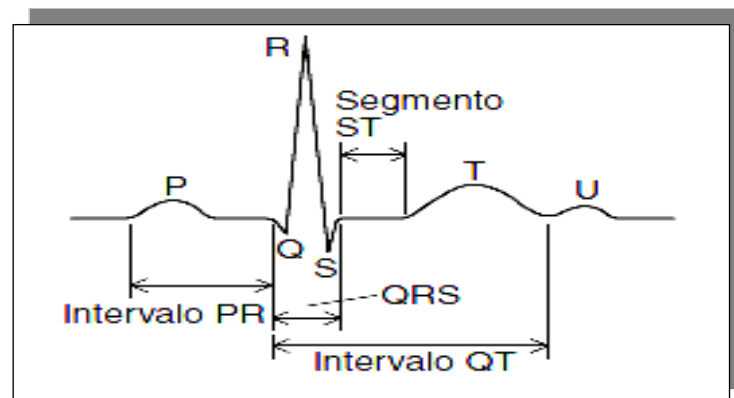 R
Segmento
ST
P
T
U
Q
S
QRS
Intervalo PR
Intervalo QT